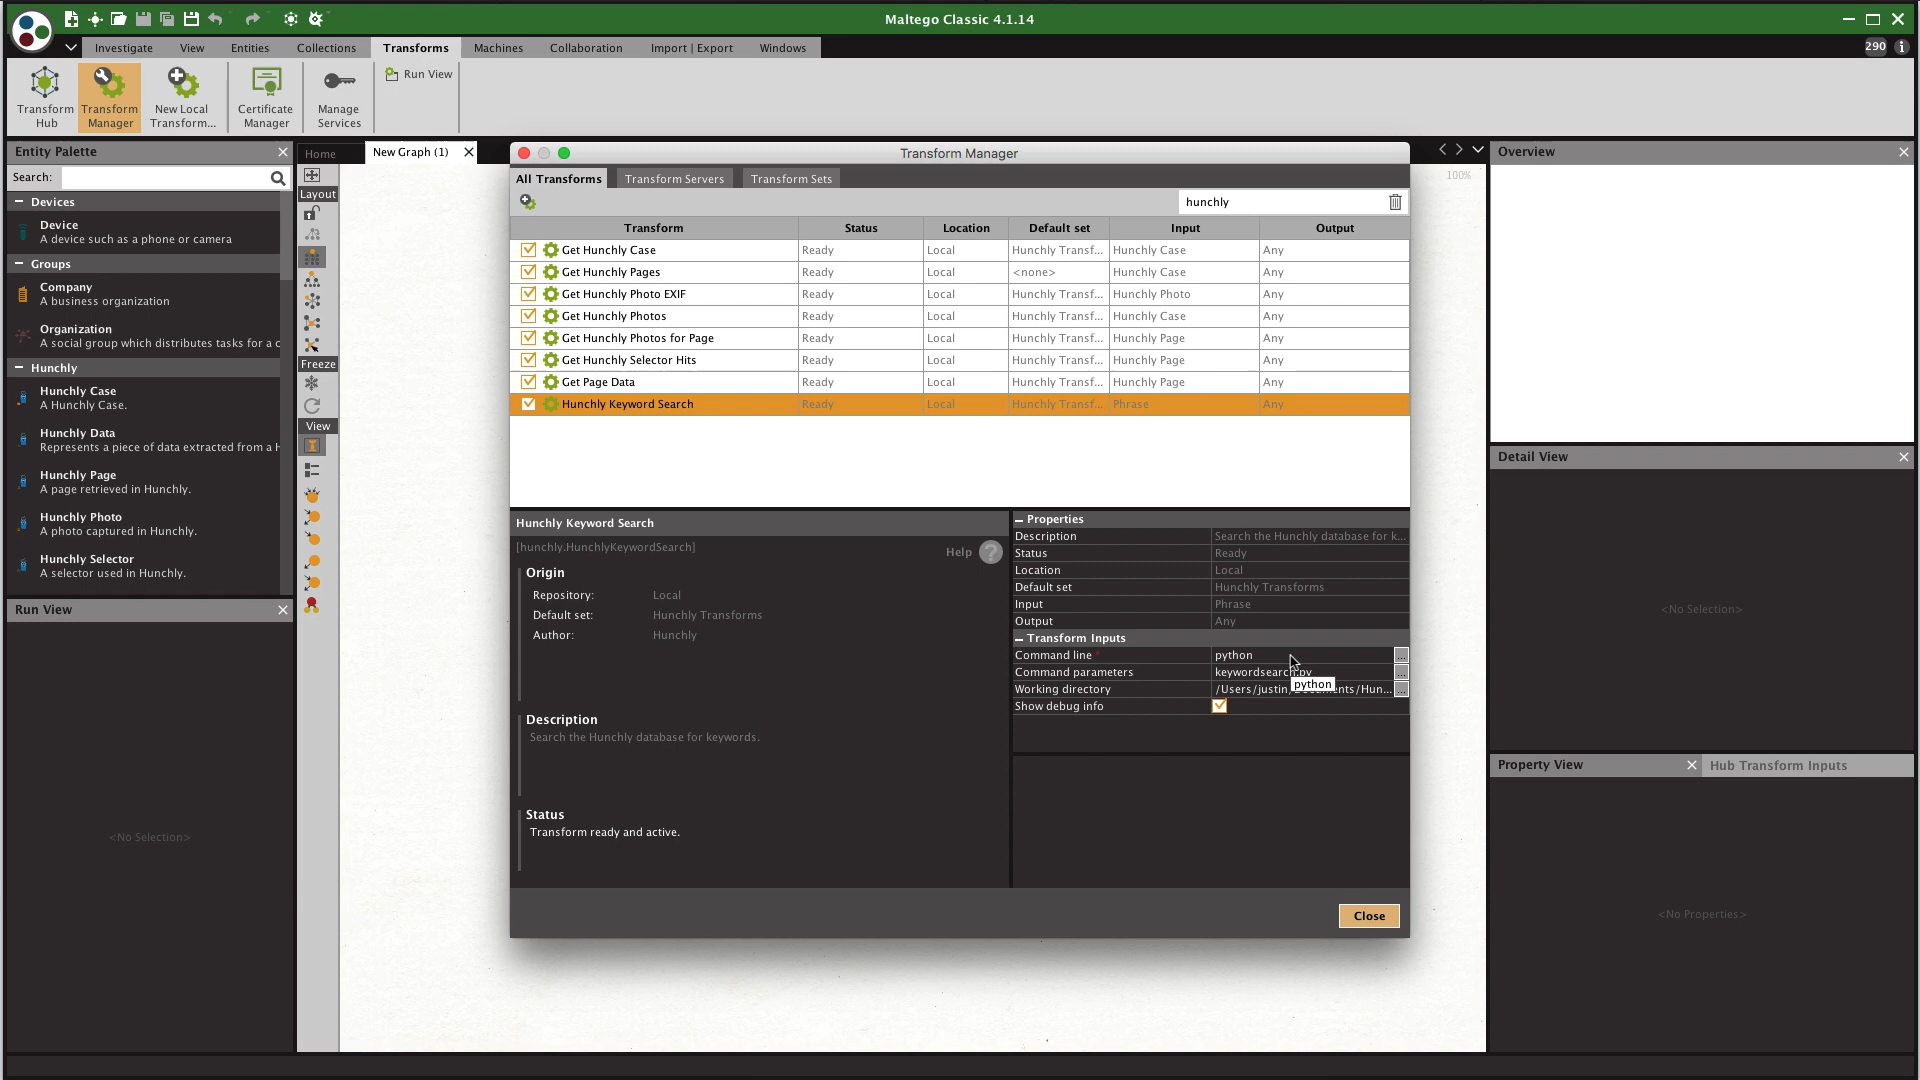 Maltego Classic 4.1.14
Investigate View Entities Collections Transforms Machines Collaboration Import | Export Windows
290
Transform Hub
Transform Manager
New Local Transform...
Certificate Manager
Manage Services
Run View
Entity Palette
Search:
Devices
Device
A device such as a phone or camera
Groups
Company
A business organization
Organization
A social group which distributes tasks for a c
Hunchly
Hunchly Case
A Hunchly Case.
Hunchly Data
Represents a piece of data extracted from a H
Hunchly Page
A page retrieved in Hunchly.
Hunchly Photo
A photo captured in Hunchly.
Hunchly Selector
A selector used in Hunchly.
Run View
<No Selection>
Home
New Graph (1)
Layout
Freeze
View
100%
Transform Manager
All Transforms Transform Servers Transform Sets
hunchly
Transform Status Location Default set Input Output
Get Hunchly Case Ready Local Hunchly Transf... Hunchly Case Any
Get Hunchly Pages Ready Local <none> Hunchly Case Any
Get Hunchly Photo EXIF Ready Local Hunchly Transf... Hunchly Photo Any
Get Hunchly Photos Ready Local Hunchly Transf... Hunchly Case Any
Get Hunchly Photos for Page Ready Local Hunchly Transf... Hunchly Page Any
Get Hunchly Selector Hits Ready Local Hunchly Transf... Hunchly Page Any
Get Page Data Ready Local Hunchly Transf... Hunchly Page Any
Hunchly Keyword Search Ready Local Hunchly Transf... Phrase Any
Hunchly Keyword Search
[hunchly.HunchlyKeywordSearch]
Help ?
Origin
Repository: Local
Default set: Hunchly Transforms
Author: Hunchly
Description
Search the Hunchly database for keywords.
Status
Transform ready and active.
Properties
Description Search the Hunchly database for k...
Status Ready
Location Local
Default set Hunchly Transforms
Input Phrase
Output Any
Transform Inputs
Command line * python ...
Command parameters keywordsearch.py ...
python
Working directory /Users/justin/ /Hun... ...
Show debug info
Close
Overview
Detail View
<No Selection>
Property View
Hub Transform Inputs
<No Properties>